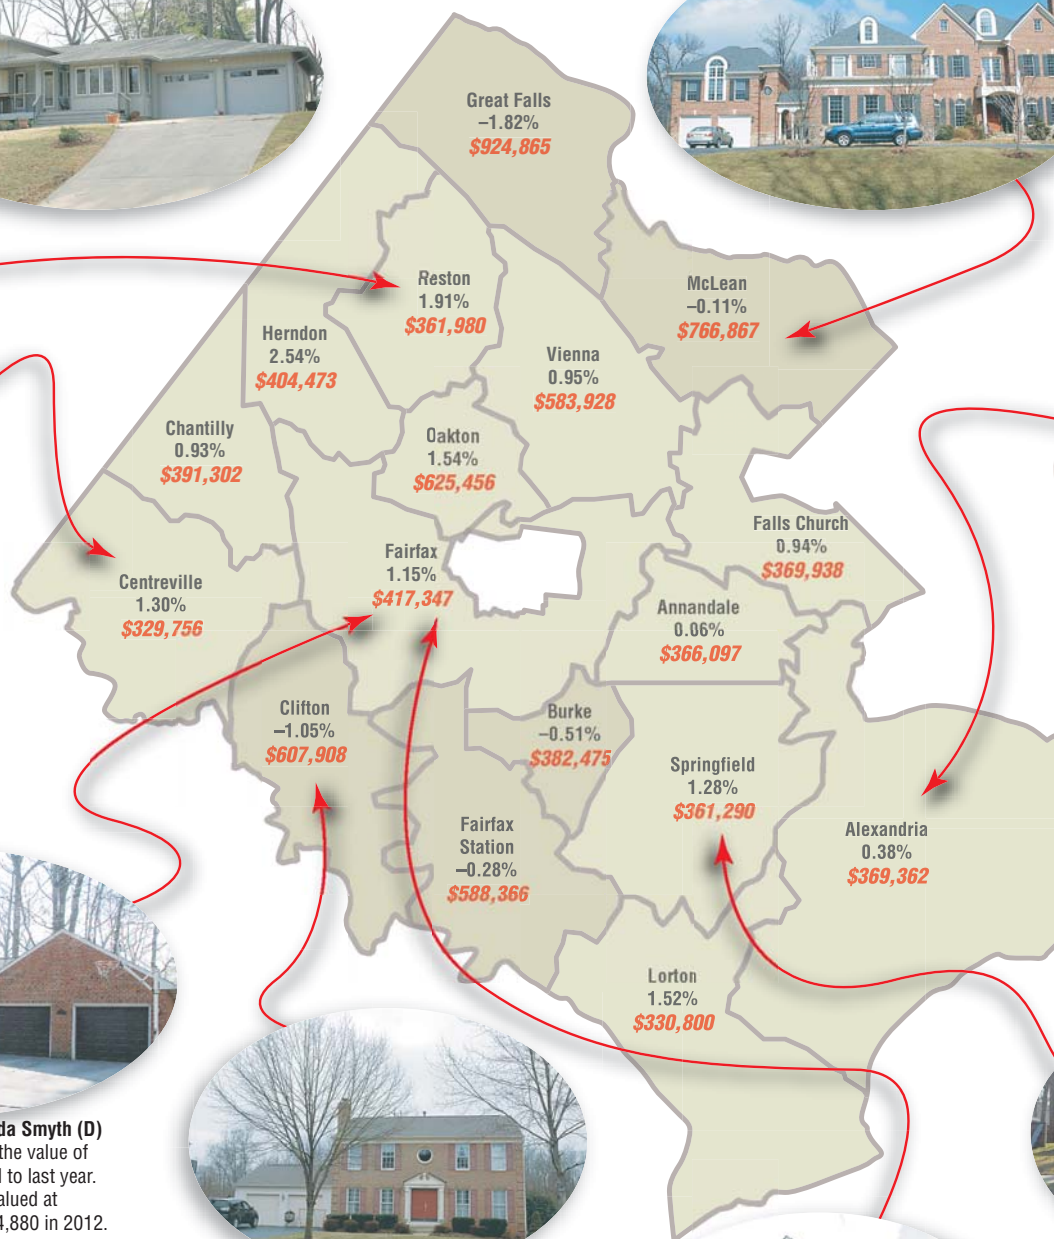 Great Falls
–1.82%
$924,865
McLean
–0.11%
$766,867
Reston
1.91%
$361,980
Herndon
2.54%
$404,473
Vienna
0.95%
$583,928
Chantilly
0.93%
$391,302
Oakton
1.54%
$625,456
Falls Church
0.94%
$369,938
Fairfax
1.15%
$417,347
Centreville
1.30%
$329,756
Annandale
0.06%
$366,097
Clifton
–1.05%
$607,908
Burke
–0.51%
$382,475
Springfield
1.28%
$361,290
Fairfax
Station
–0.28%
$588,366
Alexandria
0.38%
$369,362
Lorton
1.52%
$330,800
da Smyth (D)
the value of
l to last year.
alued at
4,880 in 2012.